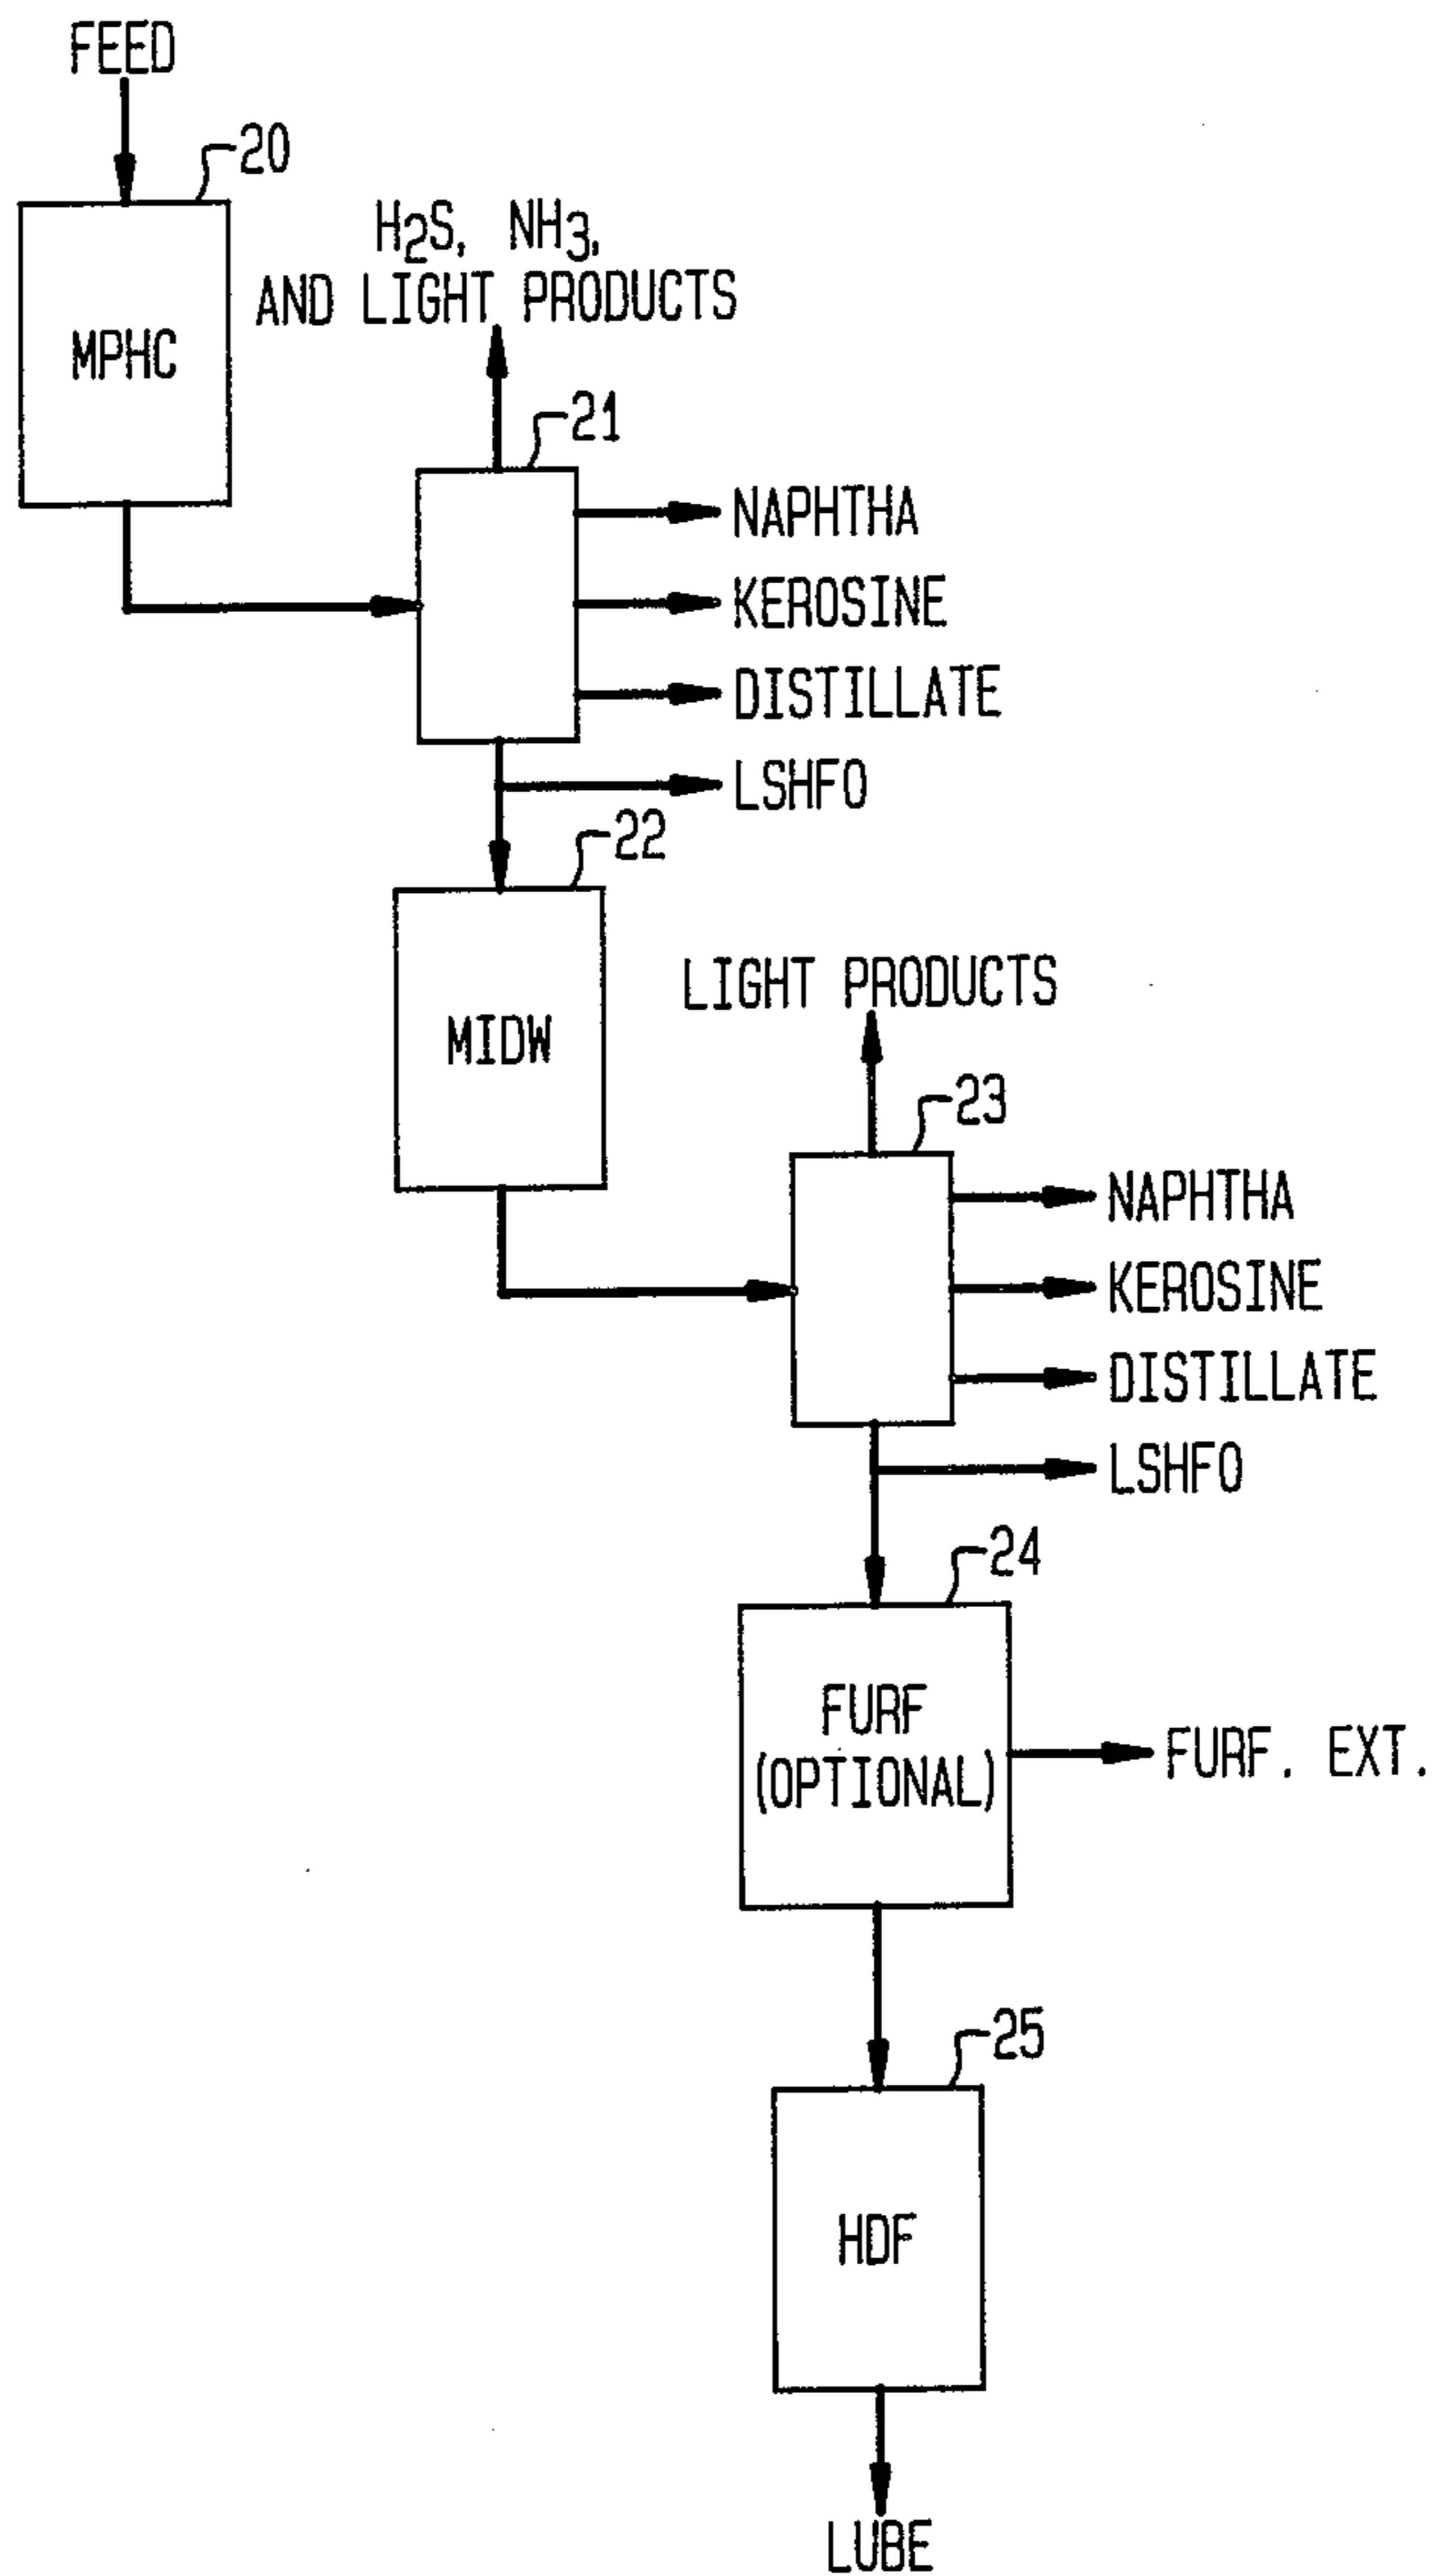 FEED
20
MPHC
H2S, NH3,
AND LIGHT PRODUCTS
21
NAPHTHA
KEROSINE
DISTILLATE
LSHFO
22
MIDW
LIGHT PRODUCTS
23
NAPHTHA
KEROSINE
DISTILLATE
LSHFO
24
FURF
(OPTIONAL)
FURF. EXT.
25
HDF
LUBE